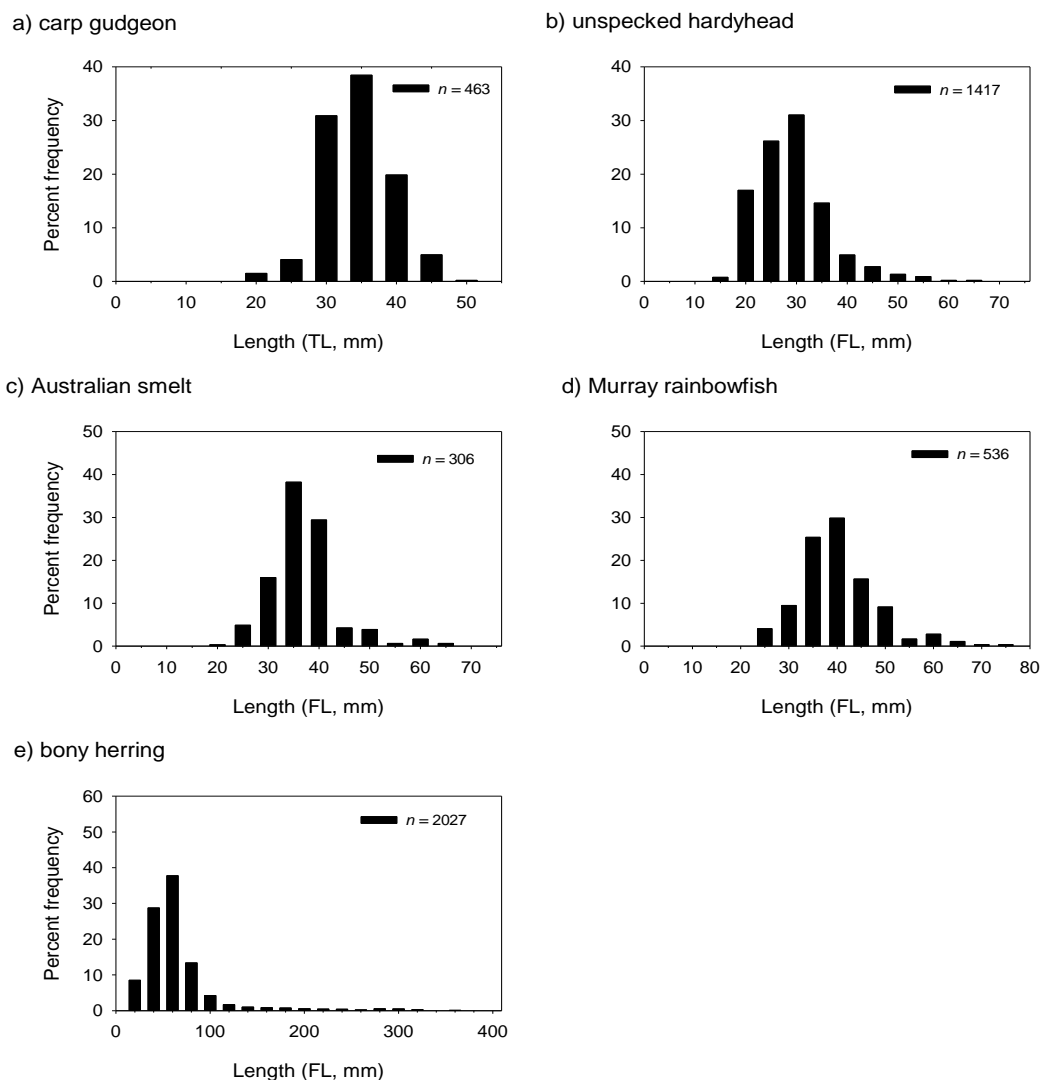 a) carp gudgeon
Percent frequency
40
30
20
10
0
n = 463
0 10 20 30 40 50
Length (TL, mm)
b) unspecked hardyhead
Percent frequency
40
30
20
10
0
n = 1417
0 10 20 30 40 50 60 70
Length (FL, mm)
c) Australian smelt
Percent frequency
50
40
30
20
10
0
n = 306
0 10 20 30 40 50 60 70
Length (FL, mm)
d) Murray rainbowfish
Percent frequency
50
40
30
20
10
0
n = 536
0 10 20 30 40 50 60 70 80
Length (FL, mm)
e) bony herring
Percent frequency
60
50
40
30
20
10
0
n = 2027
0 100 200 300 400
Length (FL, mm)